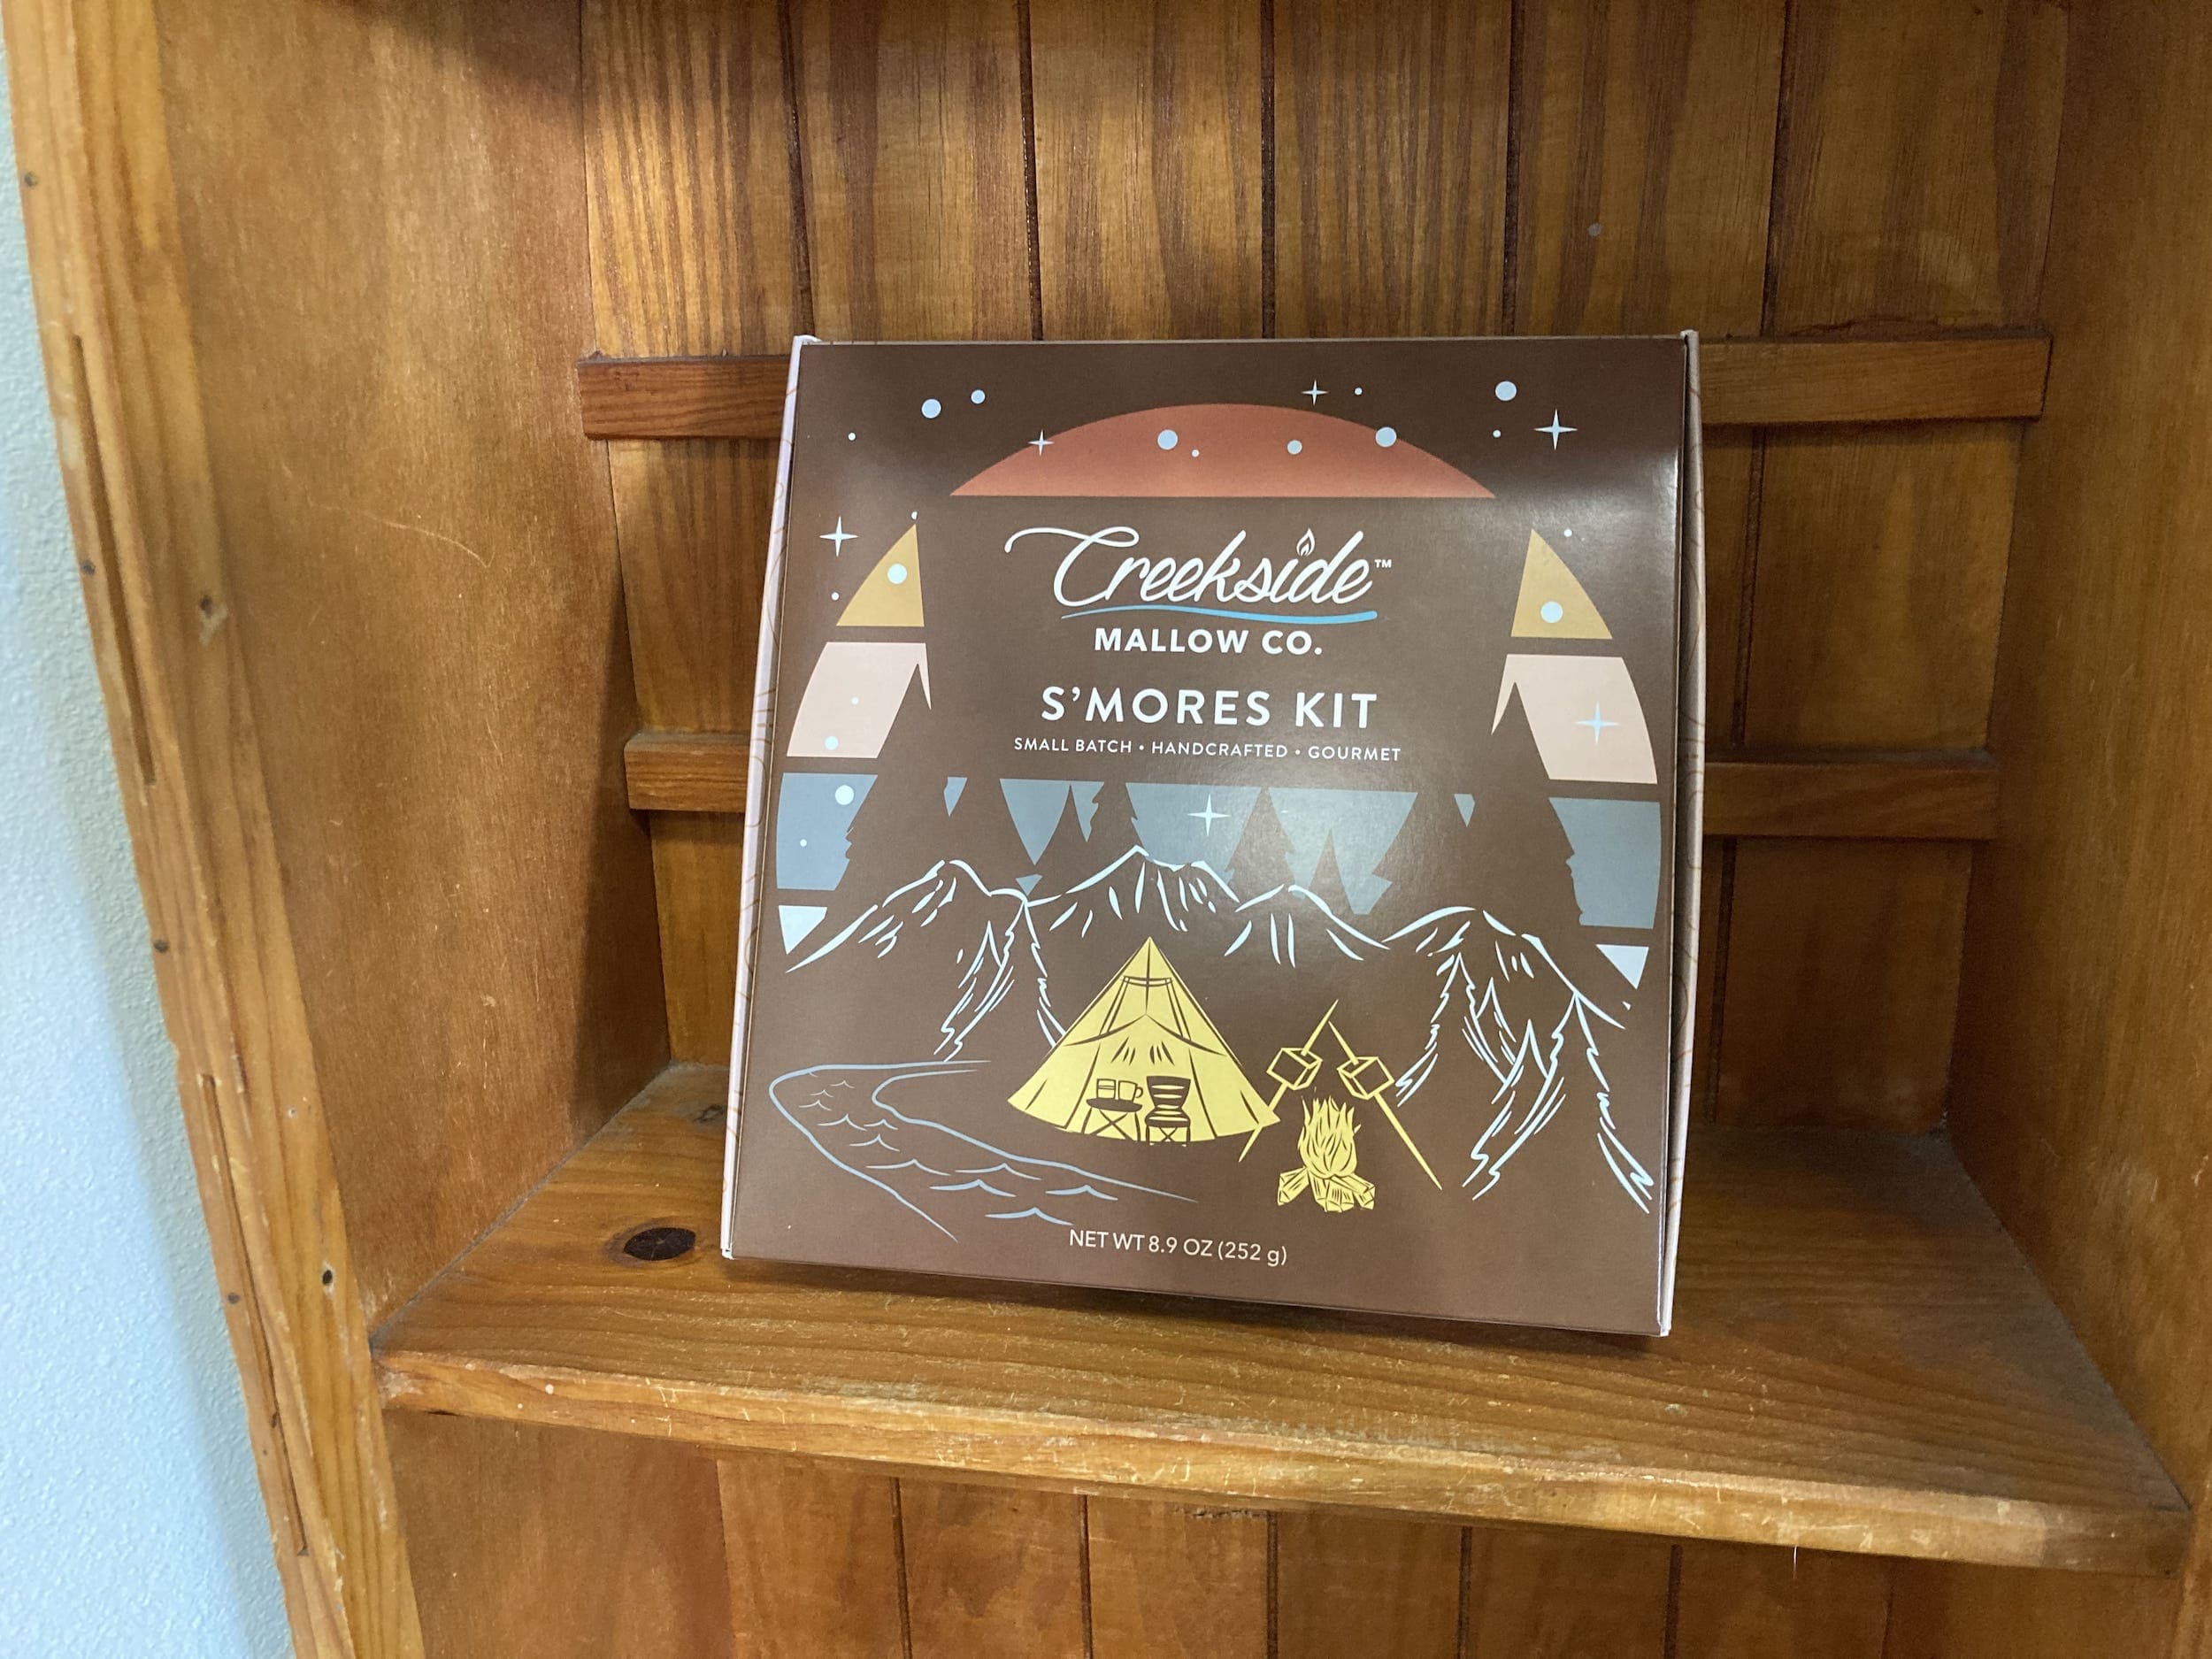 Creekside™
MALLOW CO.
S'MORES KIT
SMALL BATCH • HANDCRAFTED • GOURMET
NET WT 8.9 OZ (252 g)